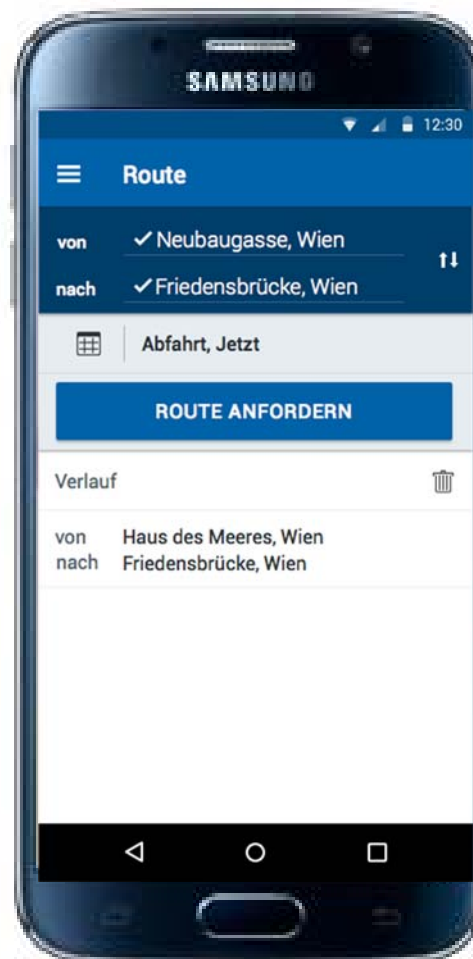 SAMSUNG
12:30
Route
von ✓ Neubaugasse, Wien
nach ✓ Friedensbrücke, Wien
Abfahrt, Jetzt
ROUTE ANFORDERN
Verlauf
von Haus des Meeres, Wien
nach Friedensbrücke, Wien